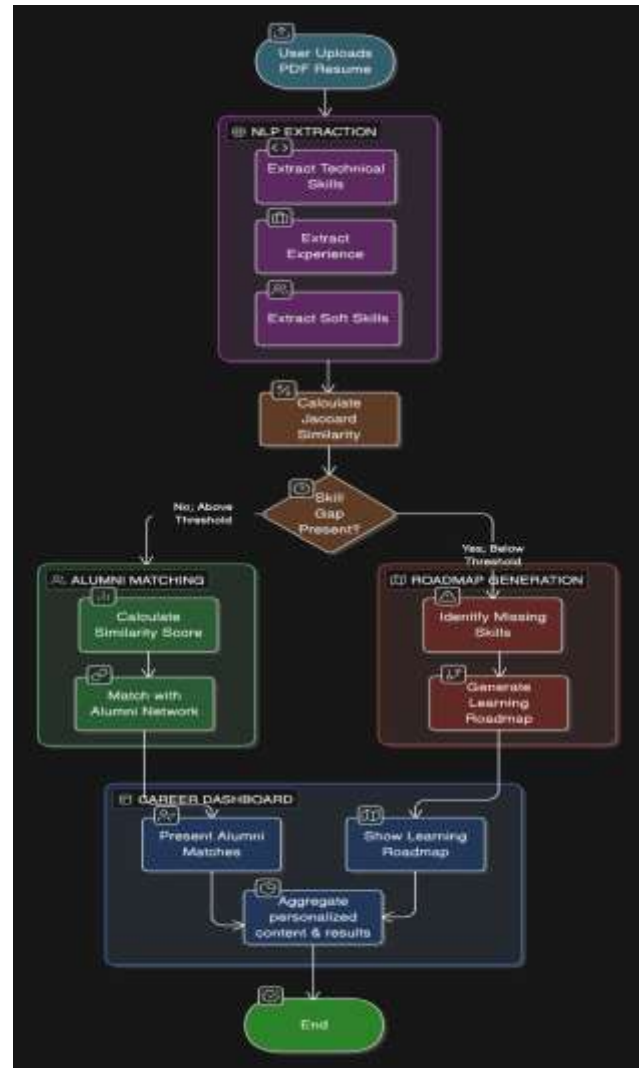 User Uploads
PDF Resume
NLP EXTRACTION
Extract Technical
Skills
Extract
Experience
Extract Soft Skills
Calculate
Jaccard
Similarity
Skill
Gap
Present?
No; Above
Threshold
Yes; Below
Threshold
ALUMNI MATCHING
Calculate
Similarity Score
Match with
Alumni Network
ROADMAP GENERATION
Identify Missing
Skills
Generate
Learning
Roadmap
CAREER DASHBOARD
Present Alumni
Matches
Show Learning
Roadmap
Aggregate
personalized
content & results
End